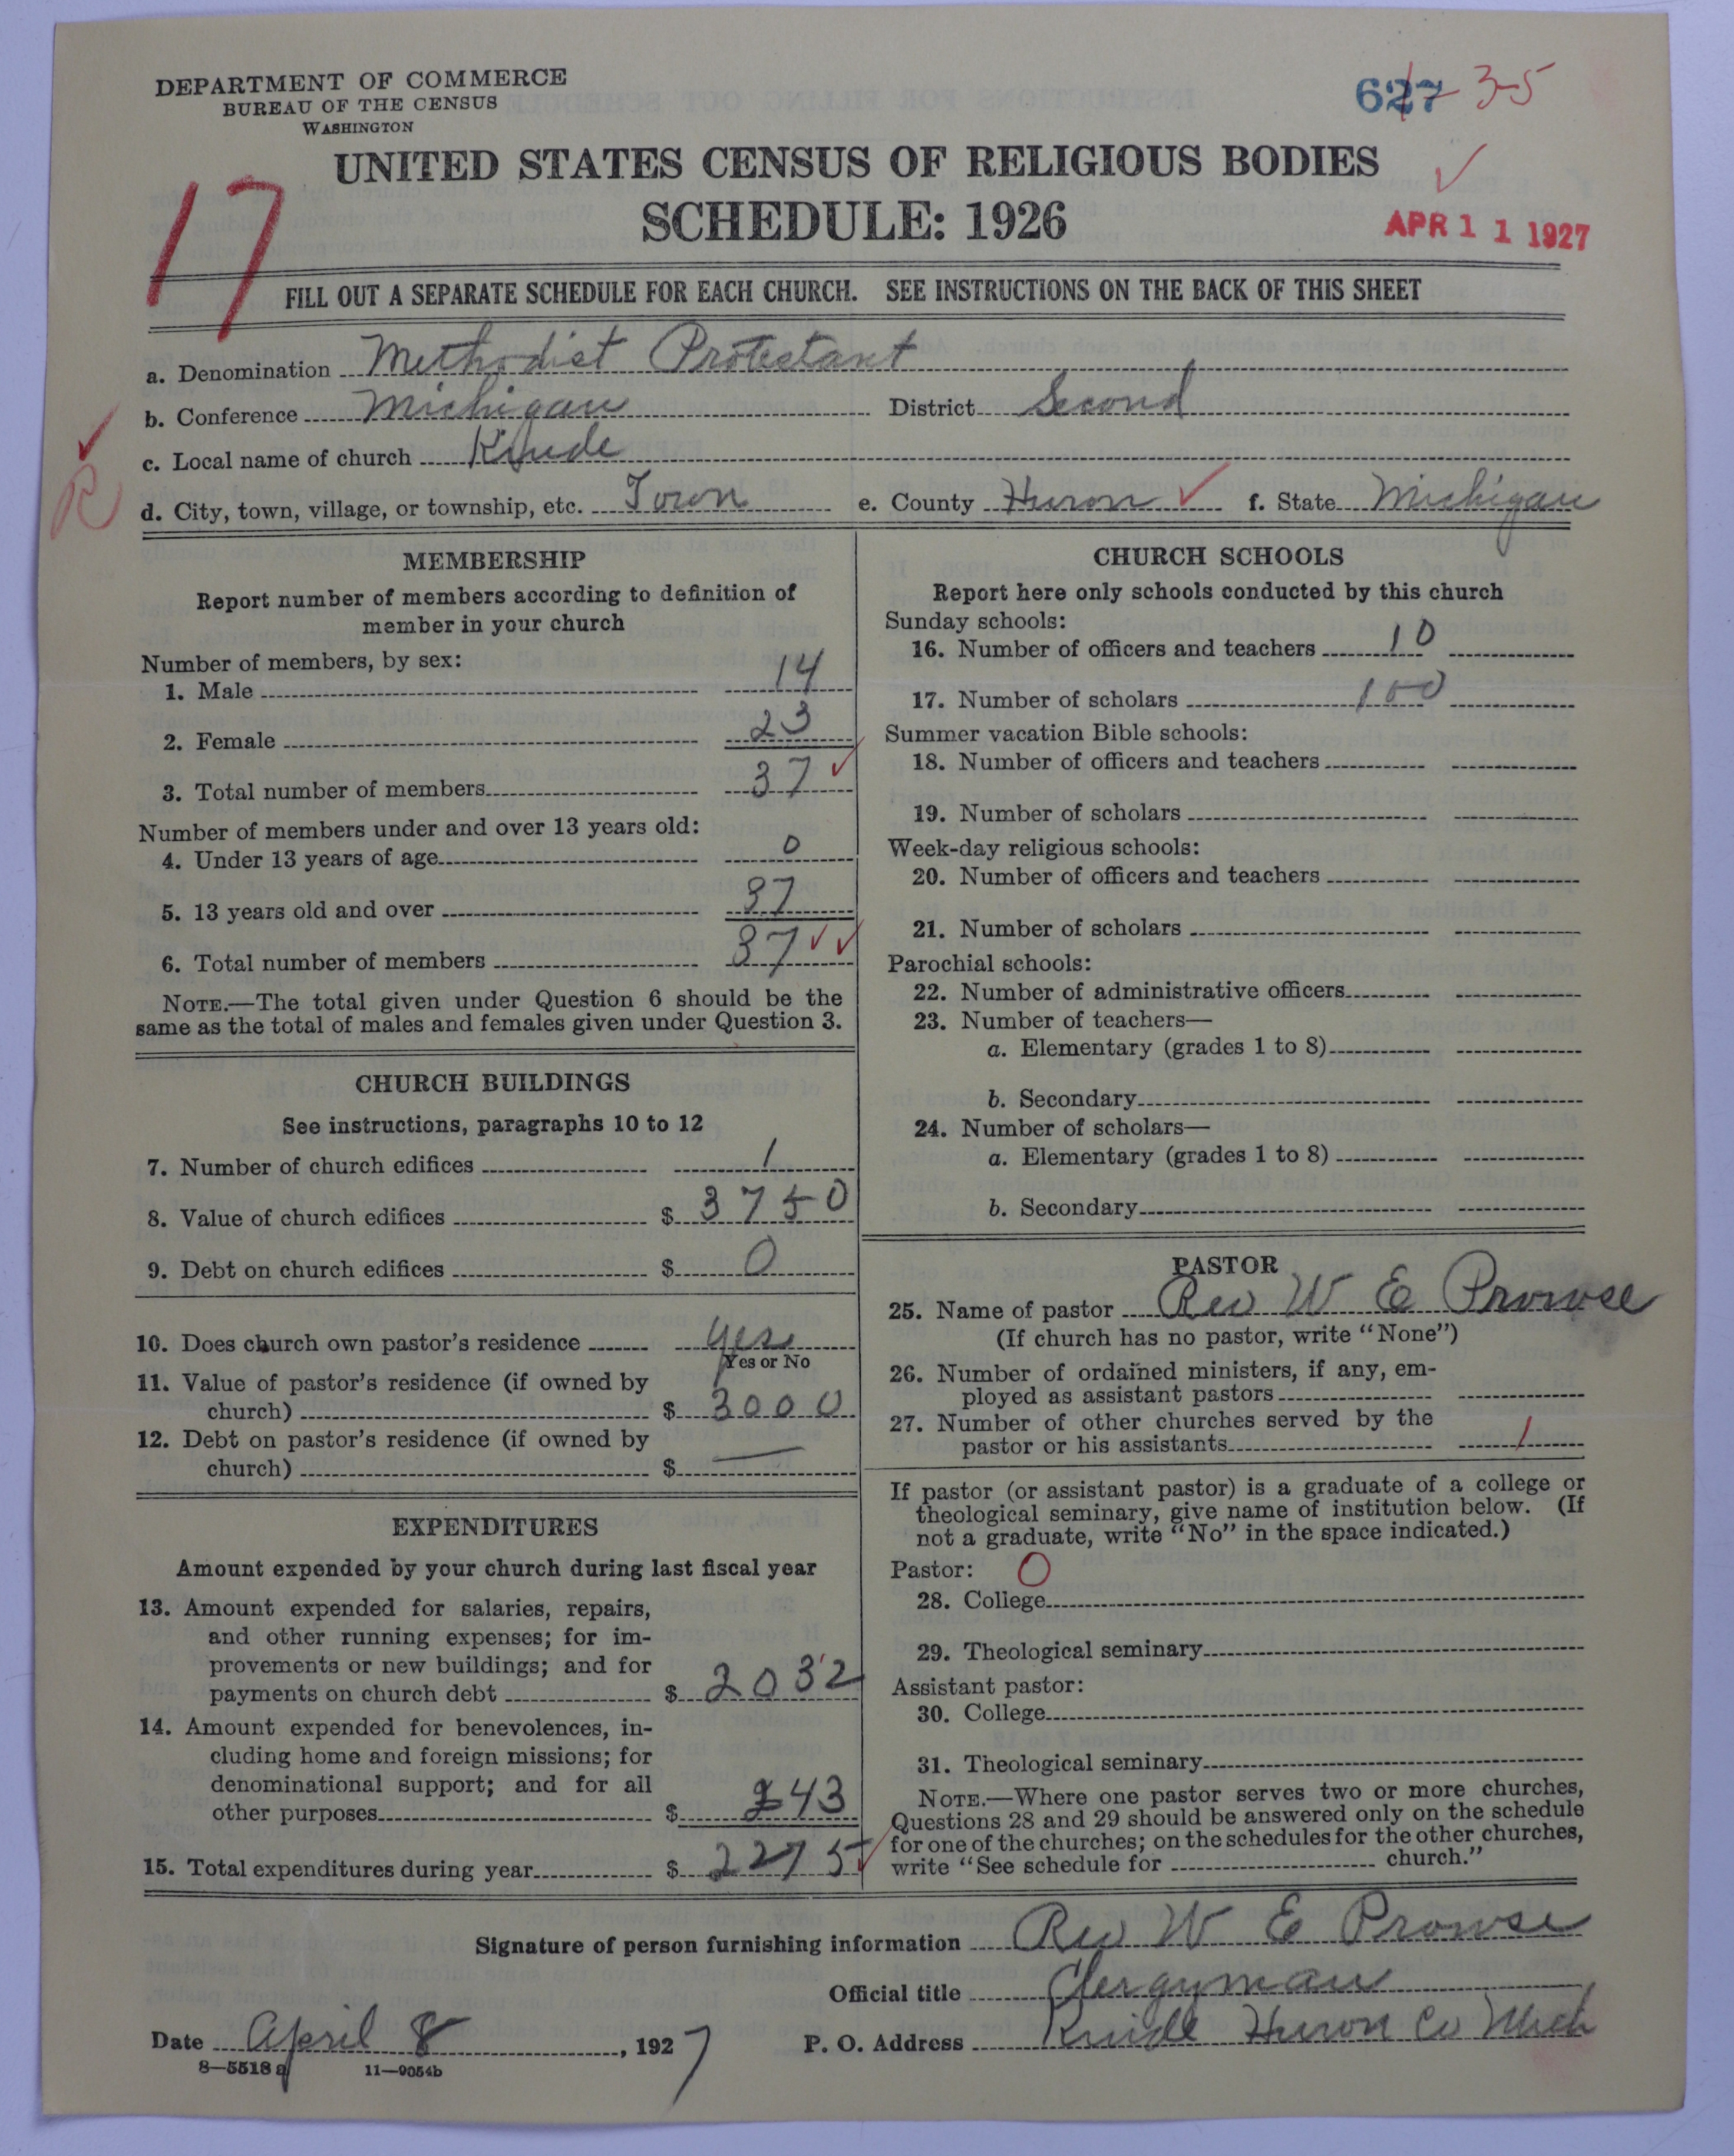 DEPARTMENT OF COMMERCE
BUREAU OF THE CENSUS
WASHINGTON
627 3-5
UNITED STATES CENSUS OF RELIGIOUS BODIES
SCHEDULE: 1926
17
APR 11 1927
FILL OUT A SEPARATE SCHEDULE FOR EACH CHURCH. SEE INSTRUCTIONS ON THE BACK OF THIS SHEET
a. Denomination Methodist Protestant
b. Conference Michigan District Second
c. Local name of church Kinde
R
d. City, town, village, or township, etc. Town e. County Huron f. State Michigan
MEMBERSHIP
Report number of members according to definition of
member in your church
Number of members, by sex:
1. Male 14
2. Female 23
3. Total number of members 37
Number of members under and over 13 years old:
4. Under 13 years of age 0
5. 13 years old and over 37
6. Total number of members 37
NOTE.—The total given under Question 6 should be the
same as the total of males and females given under Question 3.
CHURCH BUILDINGS
See instructions, paragraphs 10 to 12
7. Number of church edifices 1
8. Value of church edifices $ 3750
9. Debt on church edifices $ 0
10. Does church own pastor's residence yes
Yes or No
11. Value of pastor's residence (if owned by
church) $ 3000
12. Debt on pastor's residence (if owned by
church) $ —
EXPENDITURES
Amount expended by your church during last fiscal year
13. Amount expended for salaries, repairs,
and other running expenses; for im-
provements or new buildings; and for
payments on church debt $ 2032
14. Amount expended for benevolences, in-
cluding home and foreign missions; for
denominational support; and for all
other purposes $ 243
15. Total expenditures during year $ 2275
CHURCH SCHOOLS
Report here only schools conducted by this church
Sunday schools:
16. Number of officers and teachers 10
17. Number of scholars 100
Summer vacation Bible schools:
18. Number of officers and teachers
19. Number of scholars
Week-day religious schools:
20. Number of officers and teachers
21. Number of scholars
Parochial schools:
22. Number of administrative officers
23. Number of teachers—
a. Elementary (grades 1 to 8)
b. Secondary
24. Number of scholars—
a. Elementary (grades 1 to 8)
b. Secondary
PASTOR
25. Name of pastor Rev W E Prowse
(If church has no pastor, write "None")
26. Number of ordained ministers, if any, em-
ployed as assistant pastors
27. Number of other churches served by the
pastor or his assistants 1
If pastor (or assistant pastor) is a graduate of a college or
theological seminary, give name of institution below. (If
not a graduate, write "No" in the space indicated.)
Pastor: O
28. College
29. Theological seminary
Assistant pastor:
30. College
31. Theological seminary
NOTE.—Where one pastor serves two or more churches,
Questions 28 and 29 should be answered only on the schedule
for one of the churches; on the schedules for the other churches,
write "See schedule for church."
Signature of person furnishing information Rev W E Prowse
Official title Clergyman
Date April 8, 1927 P. O. Address Kinde Huron Co Mich
8—5518 a 11—9054b